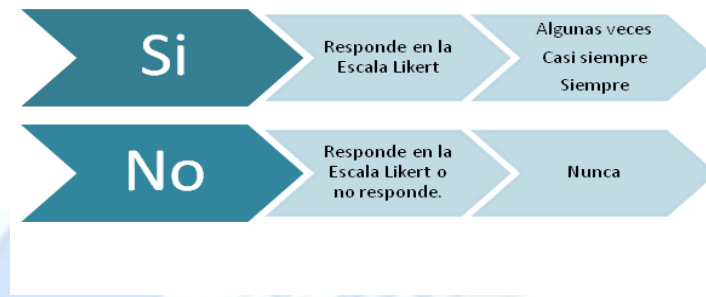 Si
Responde en la
Escala Likert
Algunas veces
Casi siempre
Siempre
No
Responde en la
Escala Likert o
no responde.
Nunca